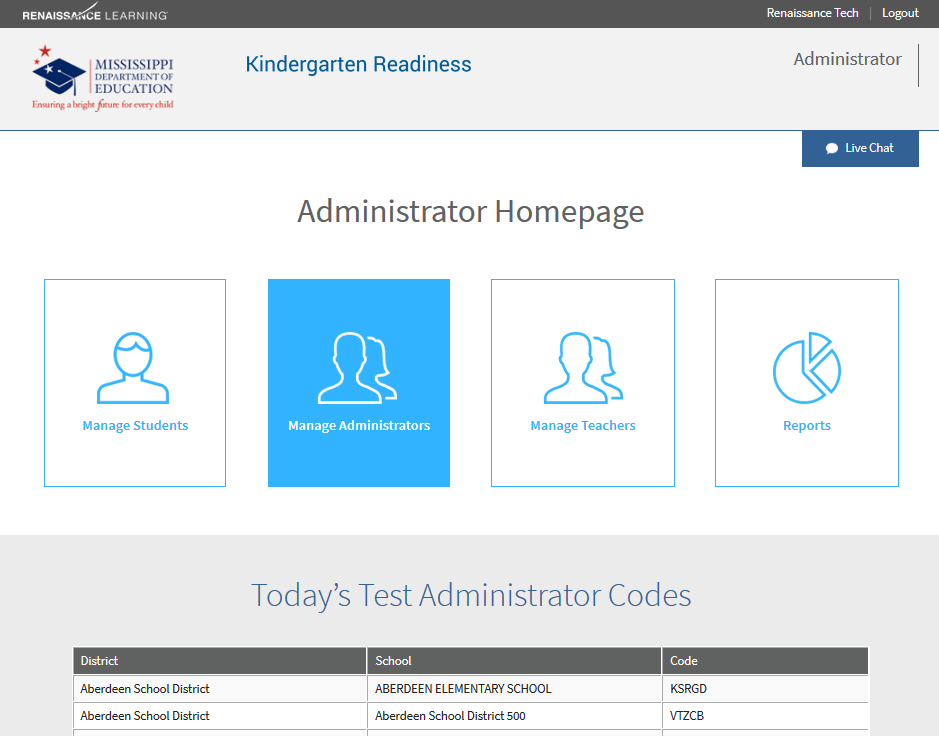 RENAISSANCE LEARNING
Renaissance Tech | Logout
MISSISSIPPI
DEPARTMENT OF
EDUCATION
Ensuring a bright future for every child
Kindergarten Readiness
Administrator
Live Chat
Administrator Homepage
Manage Students
Manage Administrators
Manage Teachers
Reports
Today's Test Administrator Codes
District School Code
Aberdeen School District ABERDEEN ELEMENTARY SCHOOL KSRGD
Aberdeen School District Aberdeen School District 500 VTZCB